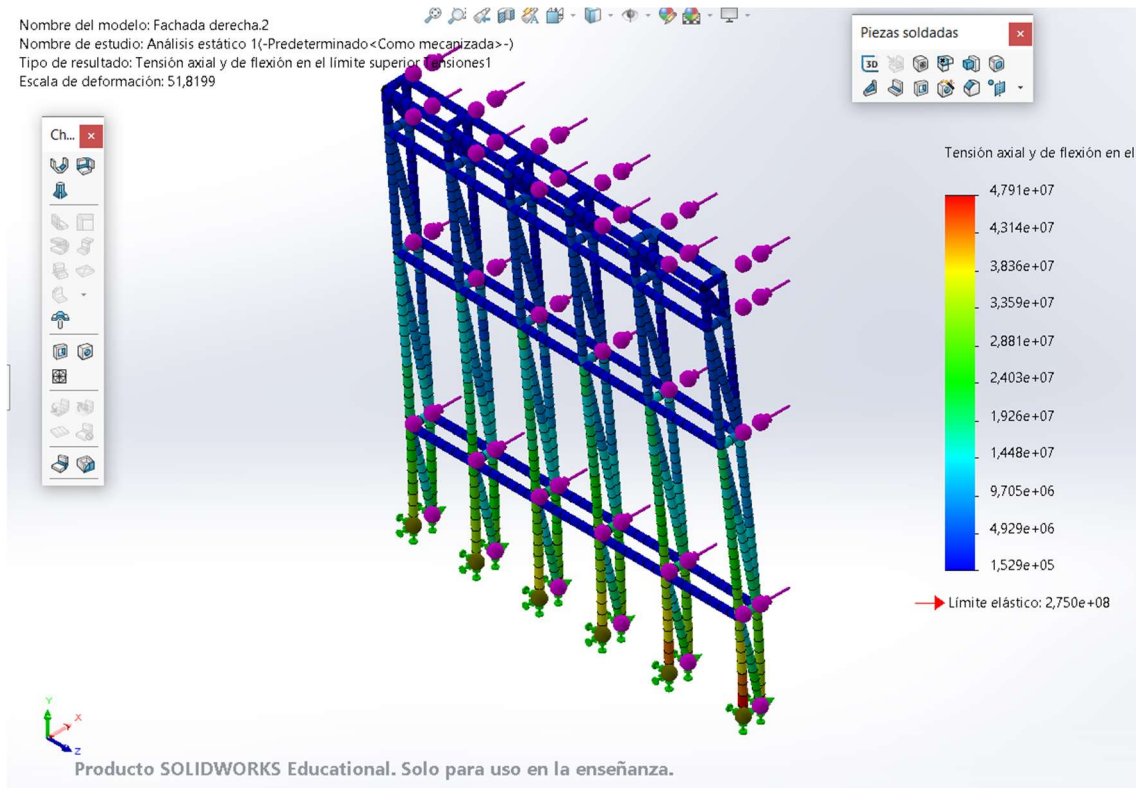 Nombre del modelo: Fachada derecha.2
Nombre de estudio: Análisis estático 1(-Predeterminado<Como mecanizada>-)
Tipo de resultado: Tensión axial y de flexión en el límite superior Tensiones1
Escala de deformación: 51,8199
Piezas soldadas
3D
Ch...
Tensión axial y de flexión en el
4,791e+07
4,314e+07
3,836e+07
3,359e+07
2,881e+07
2,403e+07
1,926e+07
1,448e+07
9,705e+06
4,929e+06
1,529e+05
Límite elástico: 2,750e+08
Y
X
Z
Producto SOLIDWORKS Educational. Solo para uso en la enseñanza.